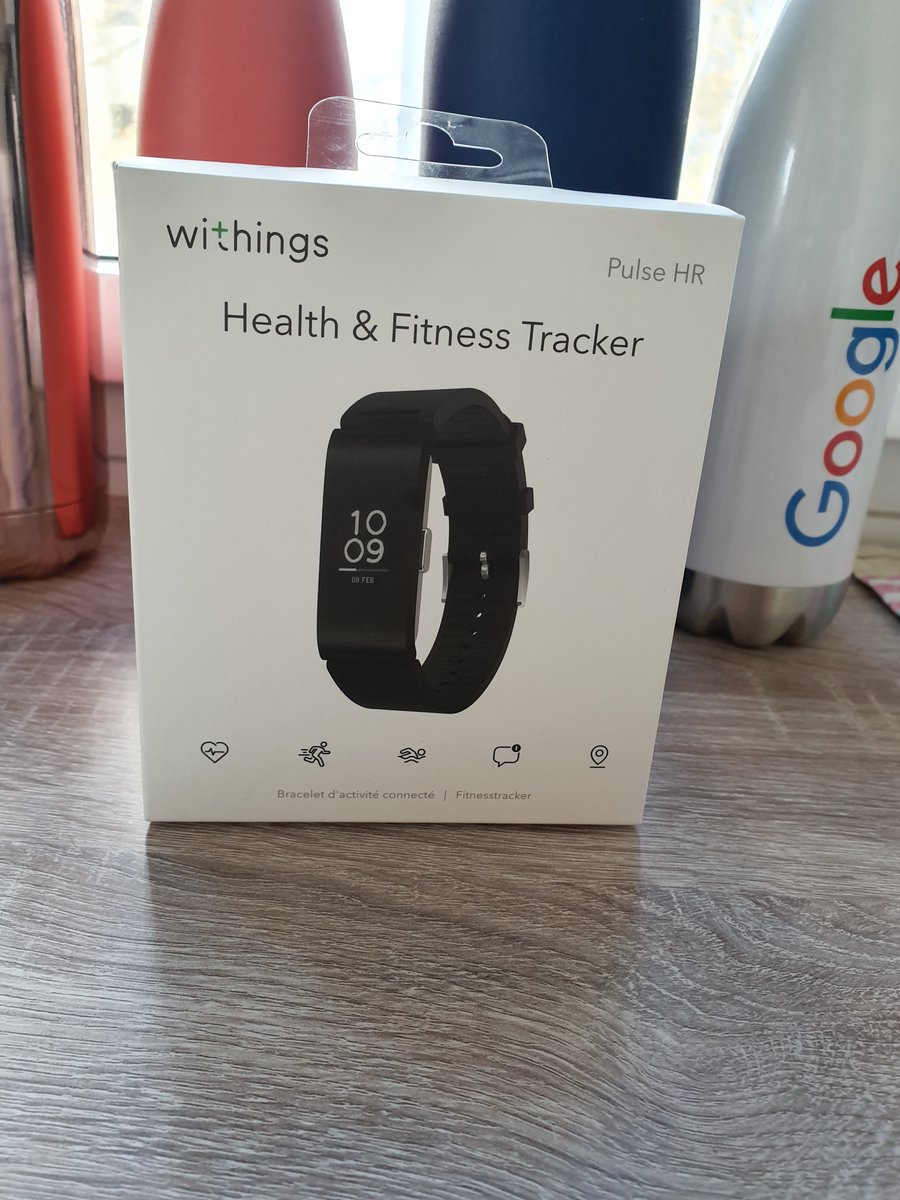 withings
Pulse HR
Health & Fitness Tracker
10
09
08 FEB
Bracelet d'activité connecté | Fitnesstracker
Google